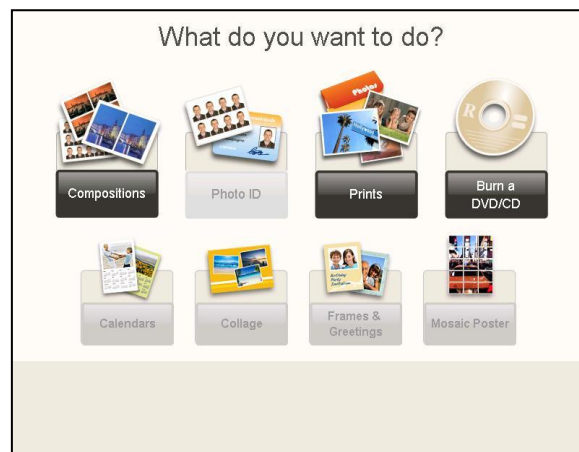 What do you want to do?
Photos
R
Compositions
Photo ID
Prints
Burn a
DVD/CD
Calendars
Collage
Frames &
Greetings
Mosaic Poster